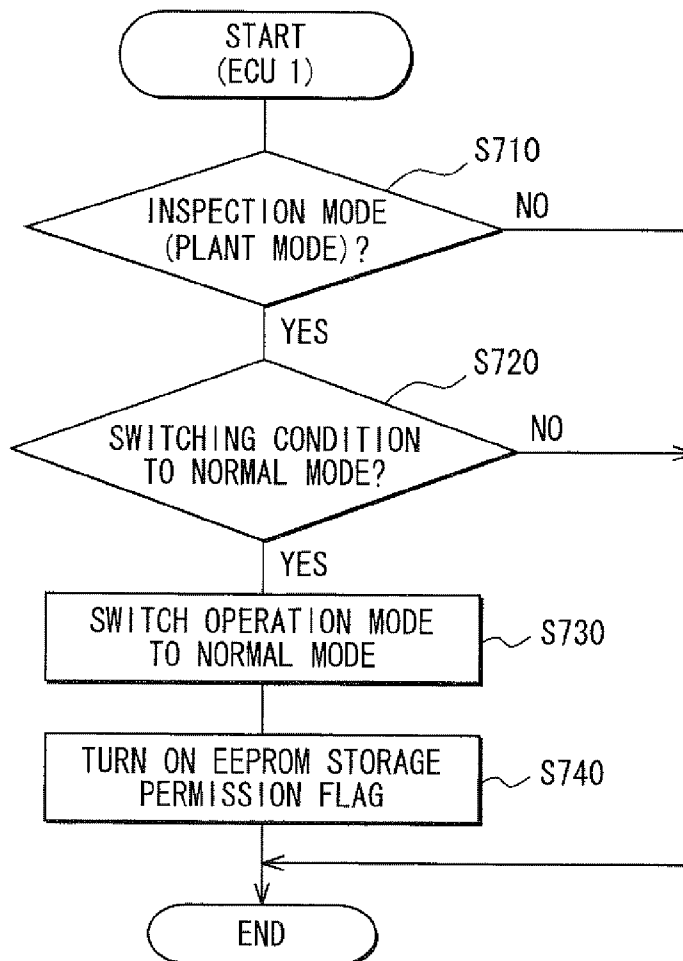 START
(ECU 1)
S710
INSPECTION MODE
(PLANT MODE)?
NO
YES
S720
SWITCHING CONDITION
TO NORMAL MODE?
NO
YES
SWITCH OPERATION MODE
TO NORMAL MODE
S730
TURN ON EEPROM STORAGE
PERMISSION FLAG
S740
END